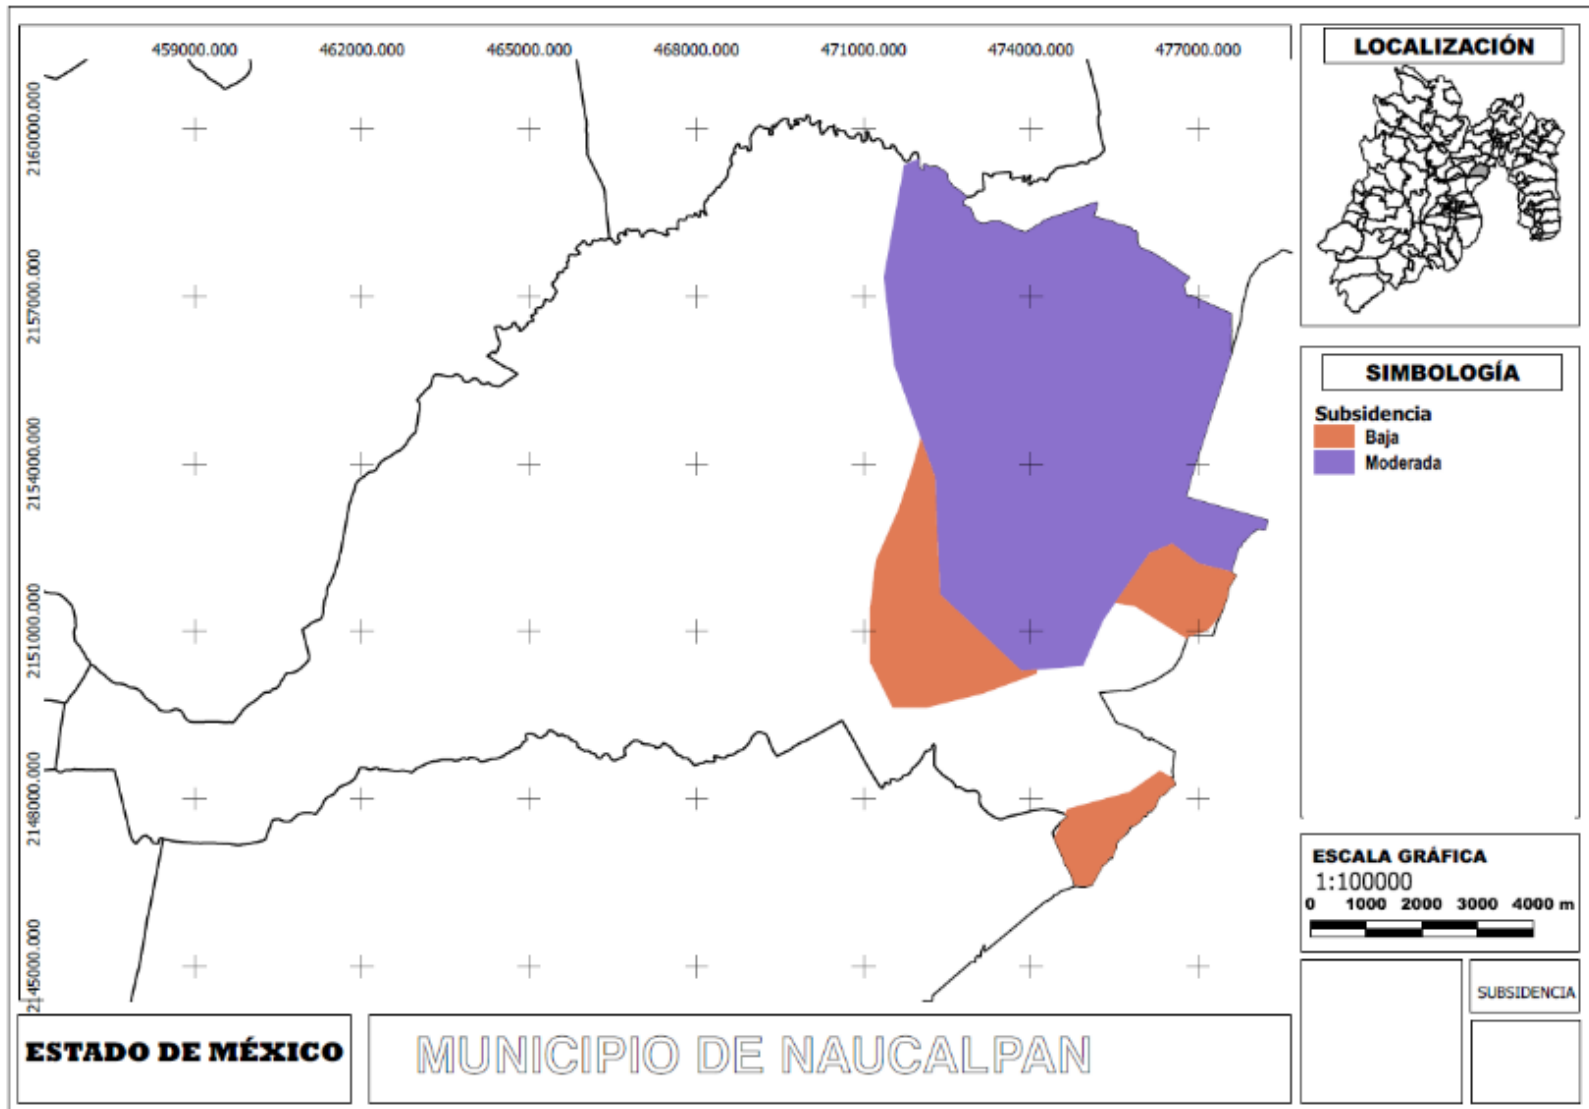 459000.000 462000.000 465000.000 468000.000 471000.000 474000.000 477000.000
2160000.000
2157000.000
2154000.000
2151000.000
2148000.000
2145000.000
LOCALIZACIÓN
SIMBOLOGÍA
Subsidencia
Baja
Moderada
ESCALA GRÁFICA
1:100000
0 1000 2000 3000 4000 m
SUBSIDENCIA
ESTADO DE MÉXICO
MUNICIPIO DE NAUCALPAN